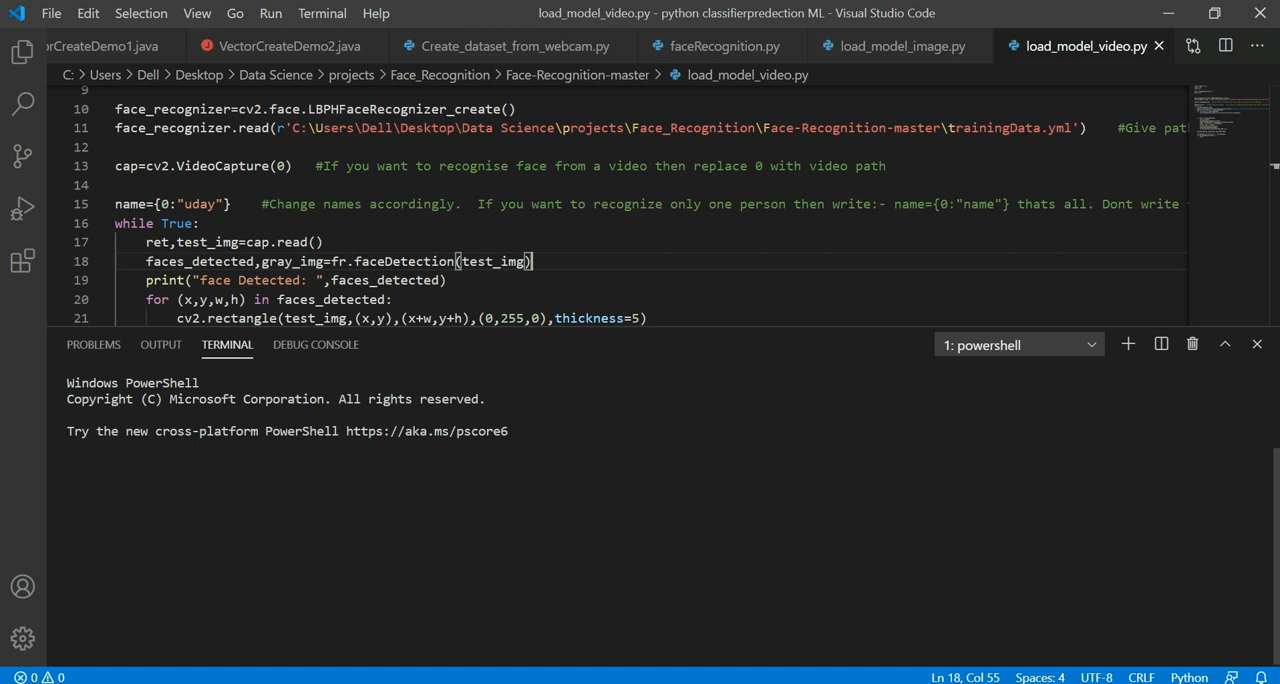 File Edit Selection View Go Run Terminal Help load_model_video.py - python classifierpredection ML - Visual Studio Code
rCreateDemo1.java VectorCreateDemo2.java Create_dataset_from_webcam.py faceRecognition.py load_model_image.py load_model_video.py
C: > Users > Dell > Desktop > Data Science > projects > Face_Recognition > Face-Recognition-master > load_model_video.py
9
10 face_recognizer=cv2.face.LBPHFaceRecognizer_create()
11 face_recognizer.read(r'C:\Users\Dell\Desktop\Data Science\projects\Face_Recognition\Face-Recognition-master\trainingData.yml') #Give pat
12
13 cap=cv2.VideoCapture(0) #If you want to recognise face from a video then replace 0 with video path
14
15 name={0:"uday"} #Change names accordingly. If you want to recognize only one person then write:- name={0:"name"} thats all. Dont write
16 while True:
17 ret,test_img=cap.read()
18 faces_detected,gray_img=fr.faceDetection(test_img)
19 print("face Detected: ",faces_detected)
20 for (x,y,w,h) in faces_detected:
21 cv2.rectangle(test_img,(x,y),(x+w,y+h),(0,255,0),thickness=5)
PROBLEMS OUTPUT TERMINAL DEBUG CONSOLE 1: powershell
Windows PowerShell
Copyright (C) Microsoft Corporation. All rights reserved.
Try the new cross-platform PowerShell https://aka.ms/pscore6
0 0 Ln 18, Col 55 Spaces: 4 UTF-8 CRLF Python